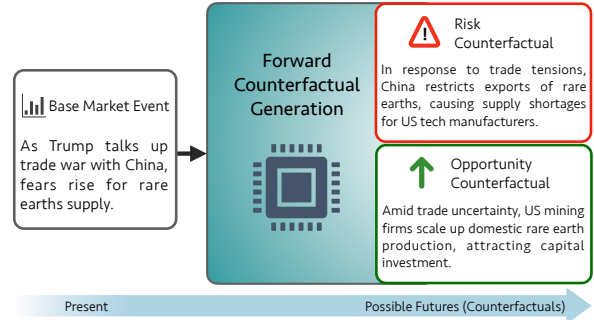 Base Market Event
As Trump talks up
trade war with China,
fears rise for rare
earths supply.
Forward
Counterfactual
Generation
Risk
Counterfactual
In response to trade tensions,
China restricts exports of rare
earths, causing supply shortages
for US tech manufacturers.
Opportunity
Counterfactual
Amid trade uncertainty, US mining
firms scale up domestic rare earth
production, attracting capital
investment.
Present
Possible Futures (Counterfactuals)